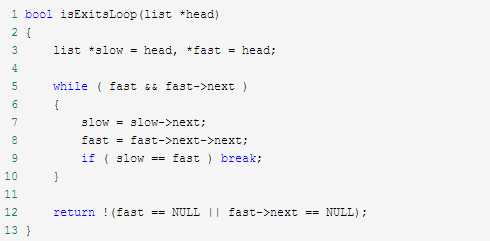 1 bool isExitsLoop(list *head)
2 {
3     list *slow = head, *fast = head;
4
5     while ( fast && fast->next )
6     {
7         slow = slow->next;
8         fast = fast->next->next;
9         if ( slow == fast ) break;
10     }
11
12     return !(fast == NULL || fast->next == NULL);
13 }